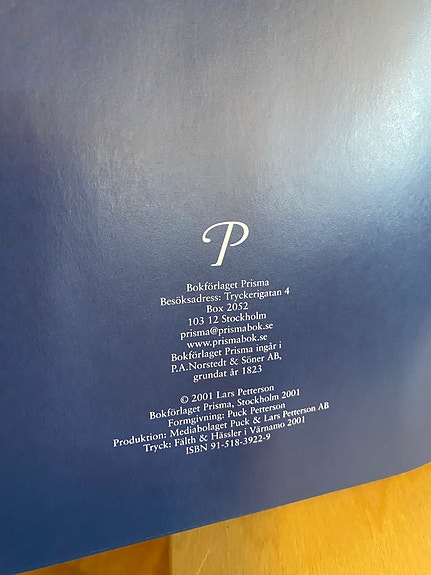 P
Bokförlaget Prisma
Besöksadress: Tryckerigatan 4
Box 2052
103 12 Stockholm
prisma@prismabok.se
www.prismabok.se
Bokförlaget Prisma ingår i
P.A.Norstedt & Söner AB,
grundat år 1823
© 2001 Lars Petterson
Bokförlaget Prisma, Stockholm 2001
Formgivning: Puck Petterson
Produktion: Mediabolaget Puck & Lars Petterson AB
Tryck: Fälth & Hässler i Värnamo 2001
ISBN 91-518-3922-9